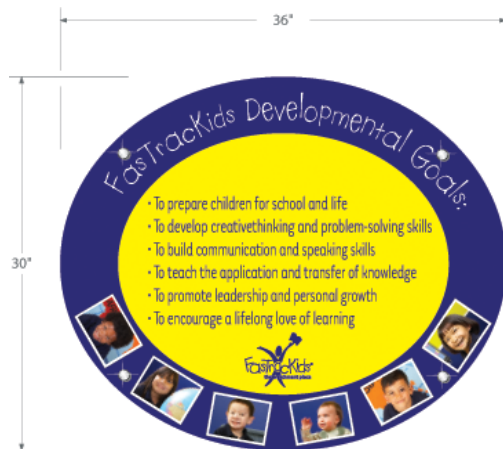 36"
FasTracKids Developmental Goals:
30"
• To prepare children for school and life
• To develop creativethinking and problem-solving skills
• To build communication and speaking skills
• To teach the application and transfer of knowledge
• To promote leadership and personal growth
• To encourage a lifelong love of learning
FasTracKids